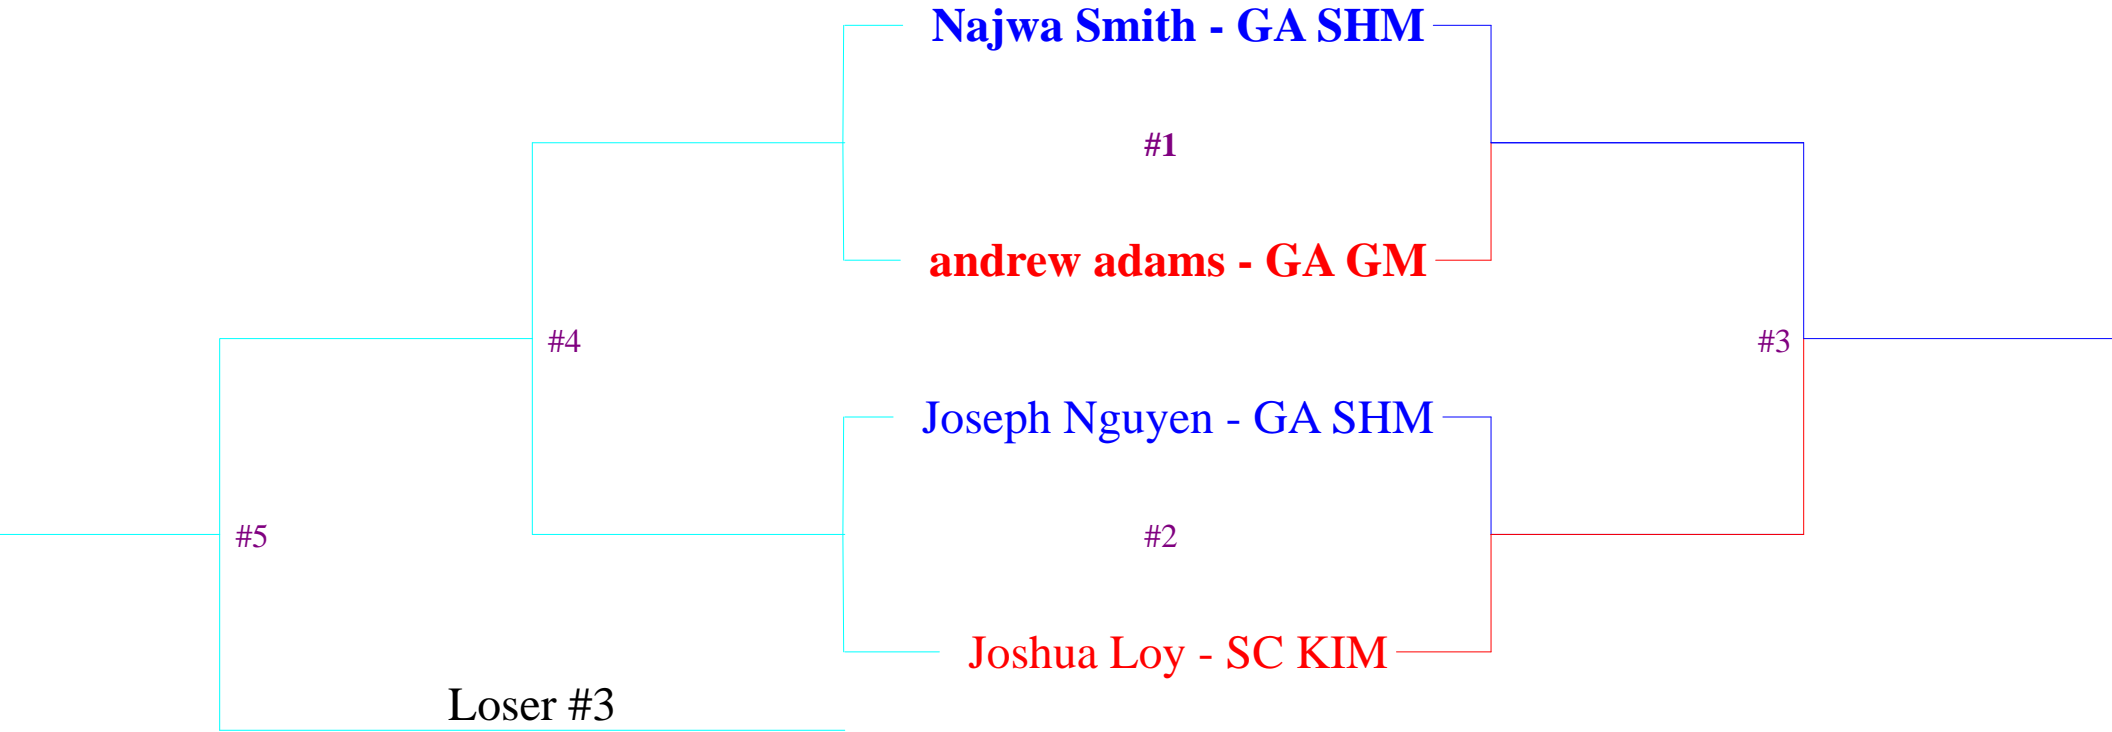 Najwa Smith - GA SHM
#1
andrew adams - GA GM
#4
#3
Joseph Nguyen - GA SHM
#5
#2
Joshua Loy - SC KIM
Loser #3